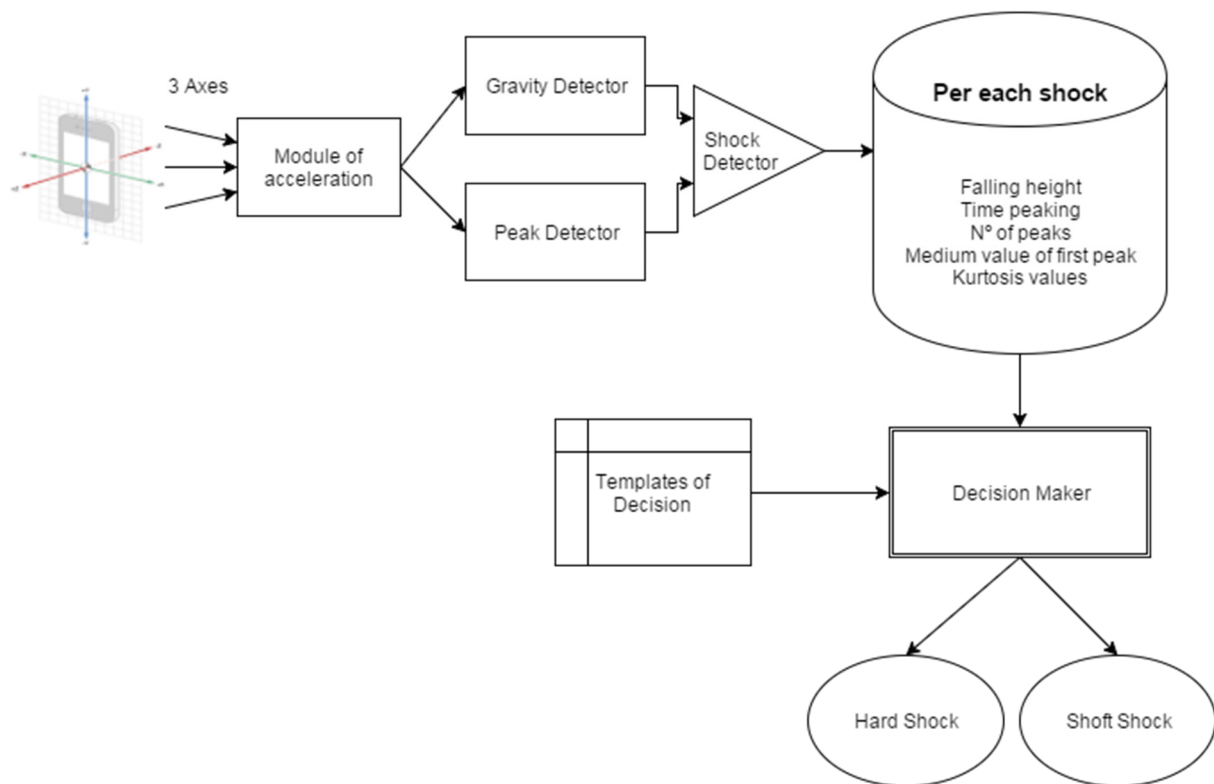 3 Axes
Module of
acceleration
Gravity Detector
Peak Detector
Shock
Detector
Per each shock
Falling height
Time peaking
Nº of peaks
Medium value of first peak
Kurtosis values
Templates of
Decision
Decision Maker
Hard Shock
Shoft Shock